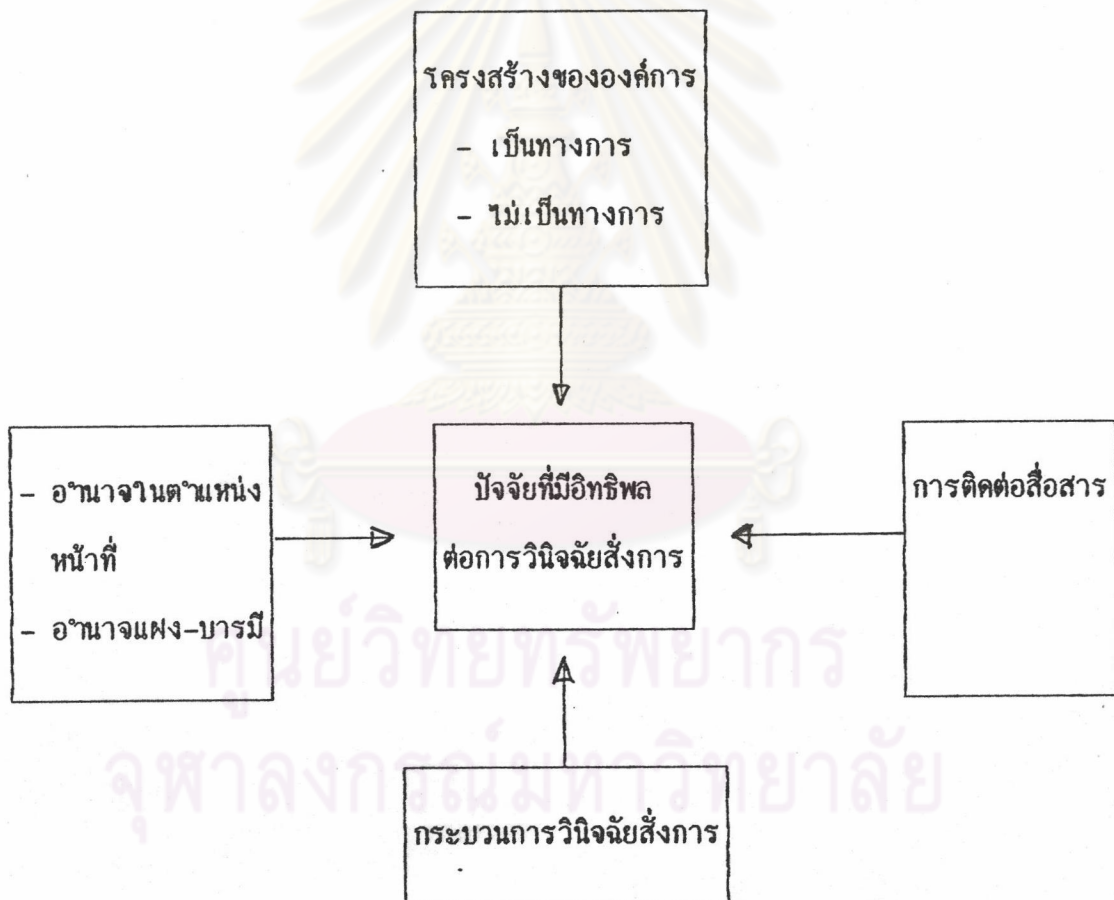 โครงสร้างขององค์การ
- เป็นทางการ
- ไม่เป็นทางการ
- อำนาจในตำแหน่ง
หน้าที่
- อำนาจแฝง-บารมี
ปัจจัยที่มีอิทธิพล
ต่อการวินิจฉัยสั่งการ
การติดต่อสื่อสาร
กระบวนการวินิจฉัยสั่งการ
ศูนย์วิทยทรัพยากร
จุฬาลงกรณ์มหาวิทยาลัย